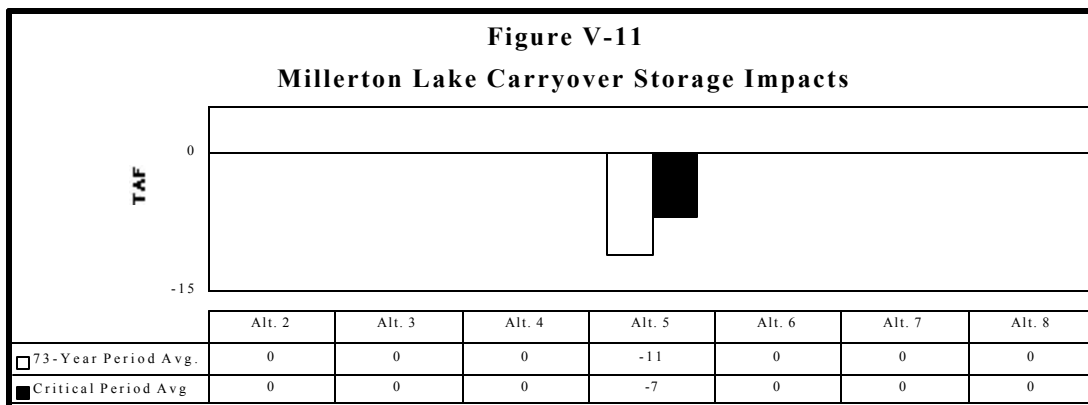 Figure V-11
Millerton Lake Carryover Storage Impacts
TAF
0
-15
Alt. 2 Alt. 3 Alt. 4 Alt. 5 Alt. 6 Alt. 7 Alt. 8
73-Year Period Avg. 0 0 0 -11 0 0 0
Critical Period Avg 0 0 0 -7 0 0 0